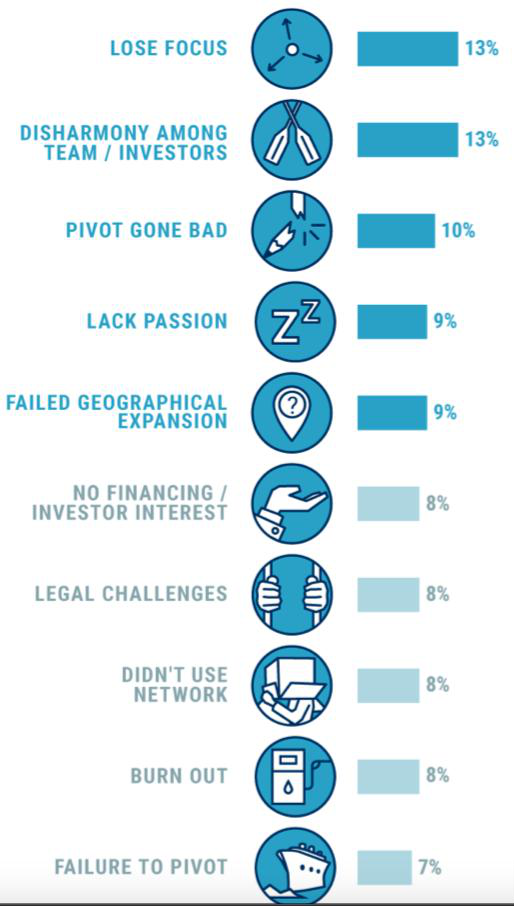 LOSE FOCUS
13%
DISHARMONY AMONG
TEAM / INVESTORS
13%
PIVOT GONE BAD
10%
LACK PASSION
ZZ
9%
FAILED GEOGRAPHICAL
EXPANSION
?
9%
NO FINANCING /
INVESTOR INTEREST
8%
LEGAL CHALLENGES
8%
DIDN'T USE
NETWORK
8%
BURN OUT
8%
FAILURE TO PIVOT
7%